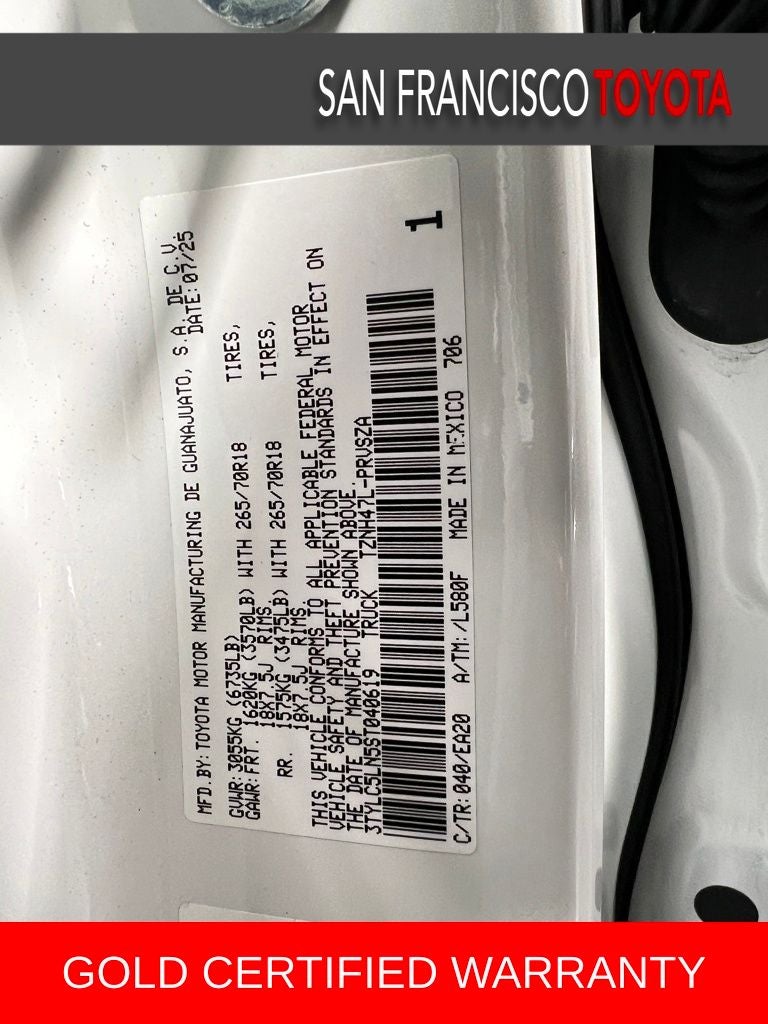 SAN FRANCISCO TOYOTA
MFD.BY: TOYOTA MOTOR MANUFACTURING DE GUANAJUATO, S.A. DE C.V.
DATE: 07/25
GVWR: 3055KG (6735LB)
GAWR: FRT. 1620KG (3570LB) WITH 265/70R18 TIRES,
18X7.5J RIMS.
RR. 1575KG (3475LB) WITH 265/70R18 TIRES,
18X7.5J RIMS.
THIS VEHICLE CONFORMS TO ALL APPLICABLE FEDERAL MOTOR
VEHICLE SAFETY AND THEFT PREVENTION STANDARDS IN EFFECT ON
THE DATE OF MANUFACTURE SHOWN ABOVE.
3TYLC5LN5ST040619 TRUCK TZNH47L-PRVSZA
1
C/TR: 040/EA20 A/TM: /L580F MADE IN MEXICO 706
GOLD CERTIFIED WARRANTY